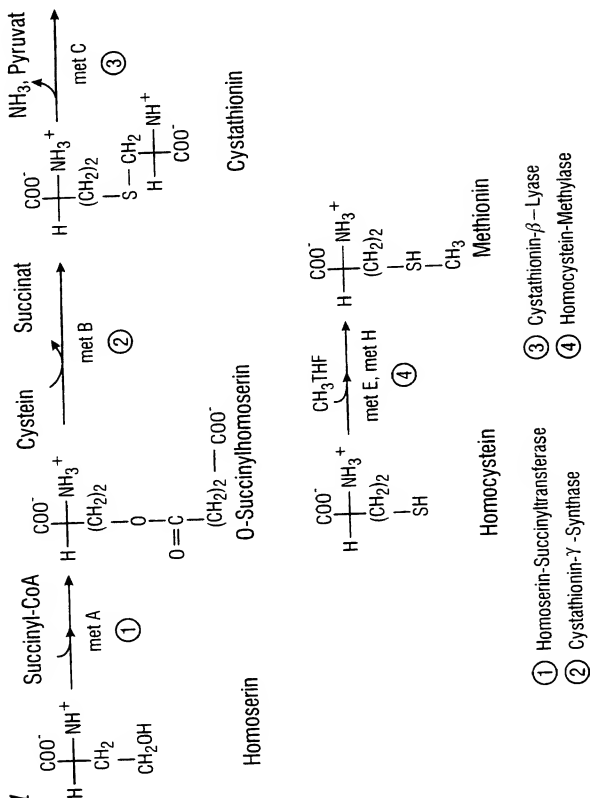 Succinyl-CoA
met A
①
Cystein Succinat
met B
②
NH₃, Pyruvat
met C
③
COO⁻
H NH⁺
CH₂
CH₂OH
Homoserin
COO⁻
H NH₃⁺
(CH₂)₂
O
O=C
(CH₂)₂ — COO⁻
O-Succinylhomoserin
COO⁻
H NH₃⁺
(CH₂)₂
S — CH₂
H NH⁺
COO⁻
Cystathionin
COO⁻
H NH₃⁺
(CH₂)₂
SH
Homocystein
CH₃THF
met E, met H
④
COO⁻
H NH₃⁺
(CH₂)₂
SH
CH₃
Methionin
① Homoserin-Succinyltransferase
② Cystathionin-γ -Synthase
③ Cystathionin-β – Lyase
④ Homocystein-Methylase